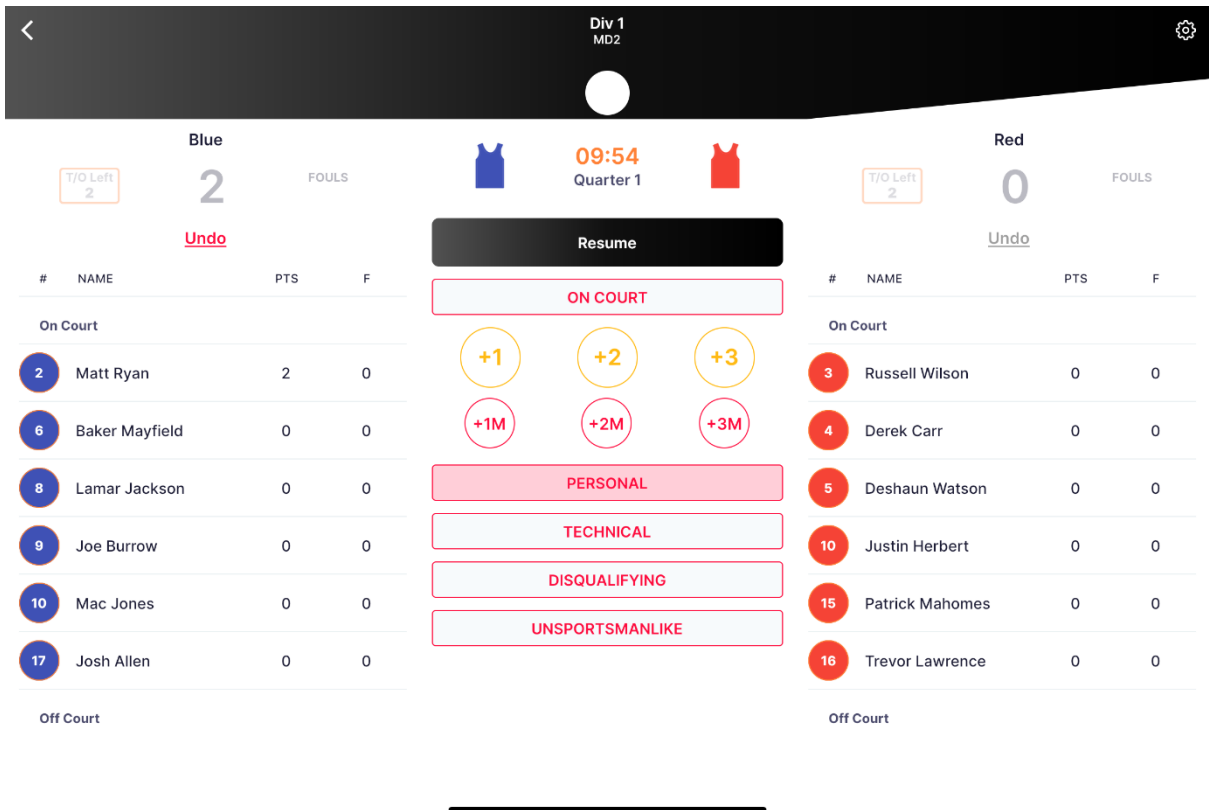 Div 1
MD2
Blue
T/O Left
2
2
FOULS
Undo
# NAME PTS F
On Court
2 Matt Ryan 2 0
6 Baker Mayfield 0 0
8 Lamar Jackson 0 0
9 Joe Burrow 0 0
10 Mac Jones 0 0
17 Josh Allen 0 0
Off Court
09:54
Quarter 1
Resume
ON COURT
+1 +2 +3
+1M +2M +3M
PERSONAL
TECHNICAL
DISQUALIFYING
UNSPORTSMANLIKE
Red
T/O Left
2
0
FOULS
Undo
# NAME PTS F
On Court
3 Russell Wilson 0 0
4 Derek Carr 0 0
5 Deshaun Watson 0 0
10 Justin Herbert 0 0
15 Patrick Mahomes 0 0
16 Trevor Lawrence 0 0
Off Court